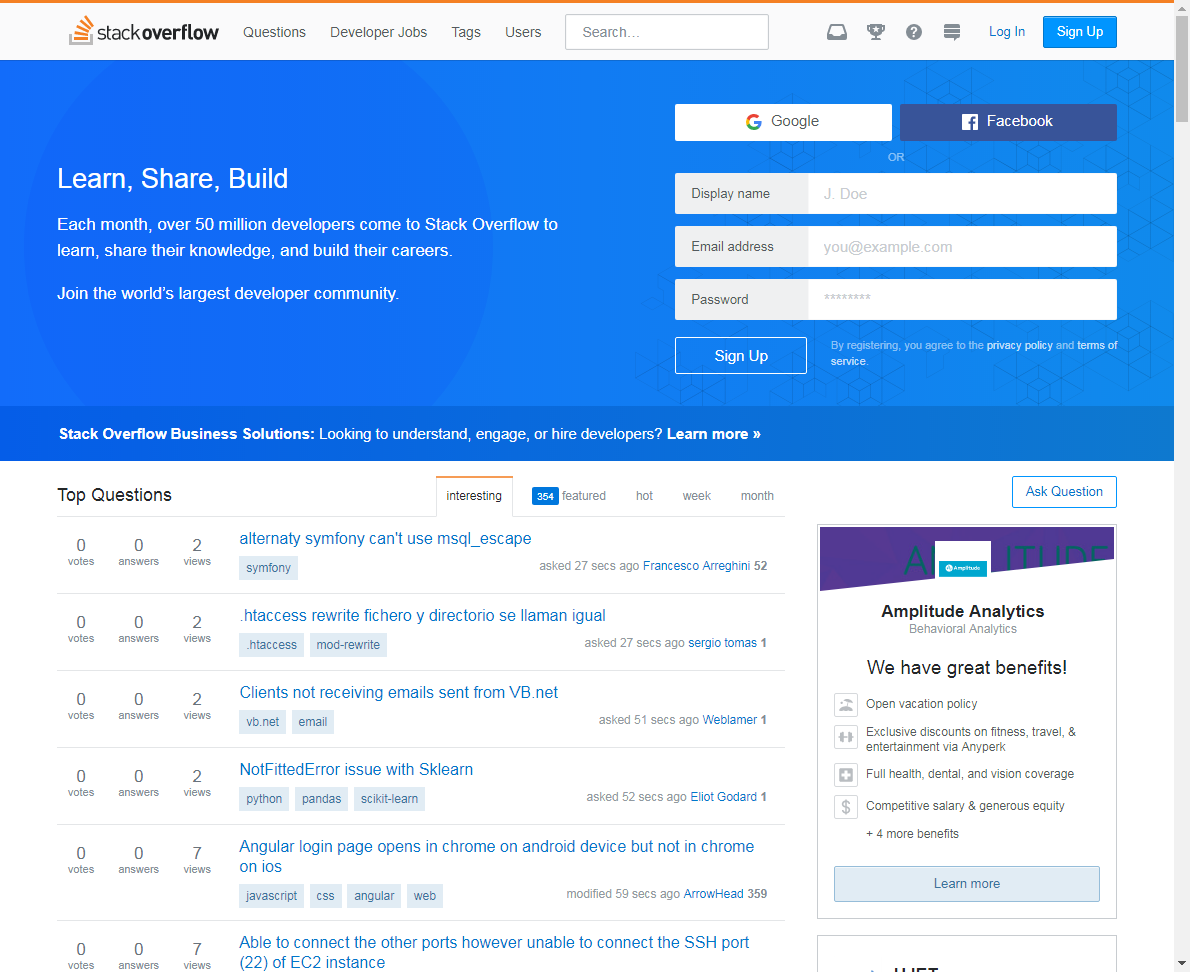 stackoverflow
Questions
Developer Jobs
Tags
Users
Search...
?
Log In
Sign Up
Google
Facebook
OR
Learn, Share, Build
Each month, over 50 million developers come to Stack Overflow to
learn, share their knowledge, and build their careers.
Join the world’s largest developer community.
Display name
J. Doe
Email address
you@example.com
Password
********
Sign Up
By registering, you agree to the privacy policy and terms of
service.
Stack Overflow Business Solutions: Looking to understand, engage, or hire developers? Learn more »
Top Questions
interesting
354 featured
hot
week
month
0 votes
0 answers
2 views
alternaty symfony can't use msql_escape
symfony
asked 27 secs ago Francesco Arreghini 52
0 votes
0 answers
2 views
.htaccess rewrite fichero y directorio se llaman igual
.htaccess
mod-rewrite
asked 27 secs ago sergio tomas 1
0 votes
0 answers
2 views
Clients not receiving emails sent from VB.net
vb.net
email
asked 51 secs ago Weblamer 1
0 votes
0 answers
2 views
NotFittedError issue with Sklearn
python
pandas
scikit-learn
asked 52 secs ago Eliot Godard 1
0 votes
0 answers
7 views
Angular login page opens in chrome on android device but not in chrome
on ios
javascript
css
angular
web
modified 59 secs ago ArrowHead 359
0 votes
0 answers
7 views
Able to connect the other ports however unable to connect the SSH port
(22) of EC2 instance
Ask Question
Amplitude
Amplitude Analytics
Behavioral Analytics
We have great benefits!
Open vacation policy
Exclusive discounts on fitness, travel, &
entertainment via Anyperk
Full health, dental, and vision coverage
$
Competitive salary & generous equity
+ 4 more benefits
Learn more